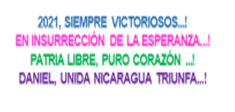 2021, SIEMPRE VICTORIOSOS...!
EN INSURRECCIÓN DE LA ESPERANZA...!
PATRIA LIBRE, PURO CORAZÓN ...!
DANIEL, UNIDA NICARAGUA TRIUNFA...!